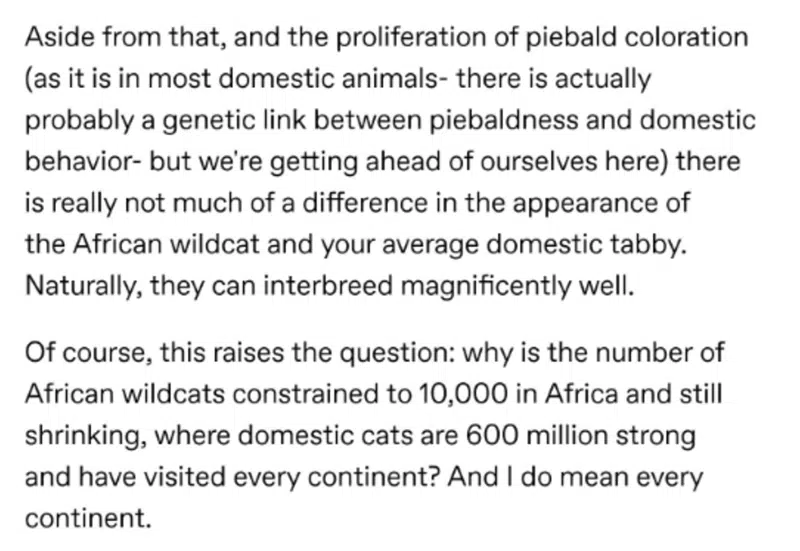 Aside from that, and the proliferation of piebald coloration
(as it is in most domestic animals- there is actually
probably a genetic link between piebaldness and domestic
behavior- but we're getting ahead of ourselves here) there
is really not much of a difference in the appearance of
the African wildcat and your average domestic tabby.
Naturally, they can interbreed magnificently well.
Of course, this raises the question: why is the number of
African wildcats constrained to 10,000 in Africa and still
shrinking, where domestic cats are 600 million strong
and have visited every continent? And I do mean every
continent.